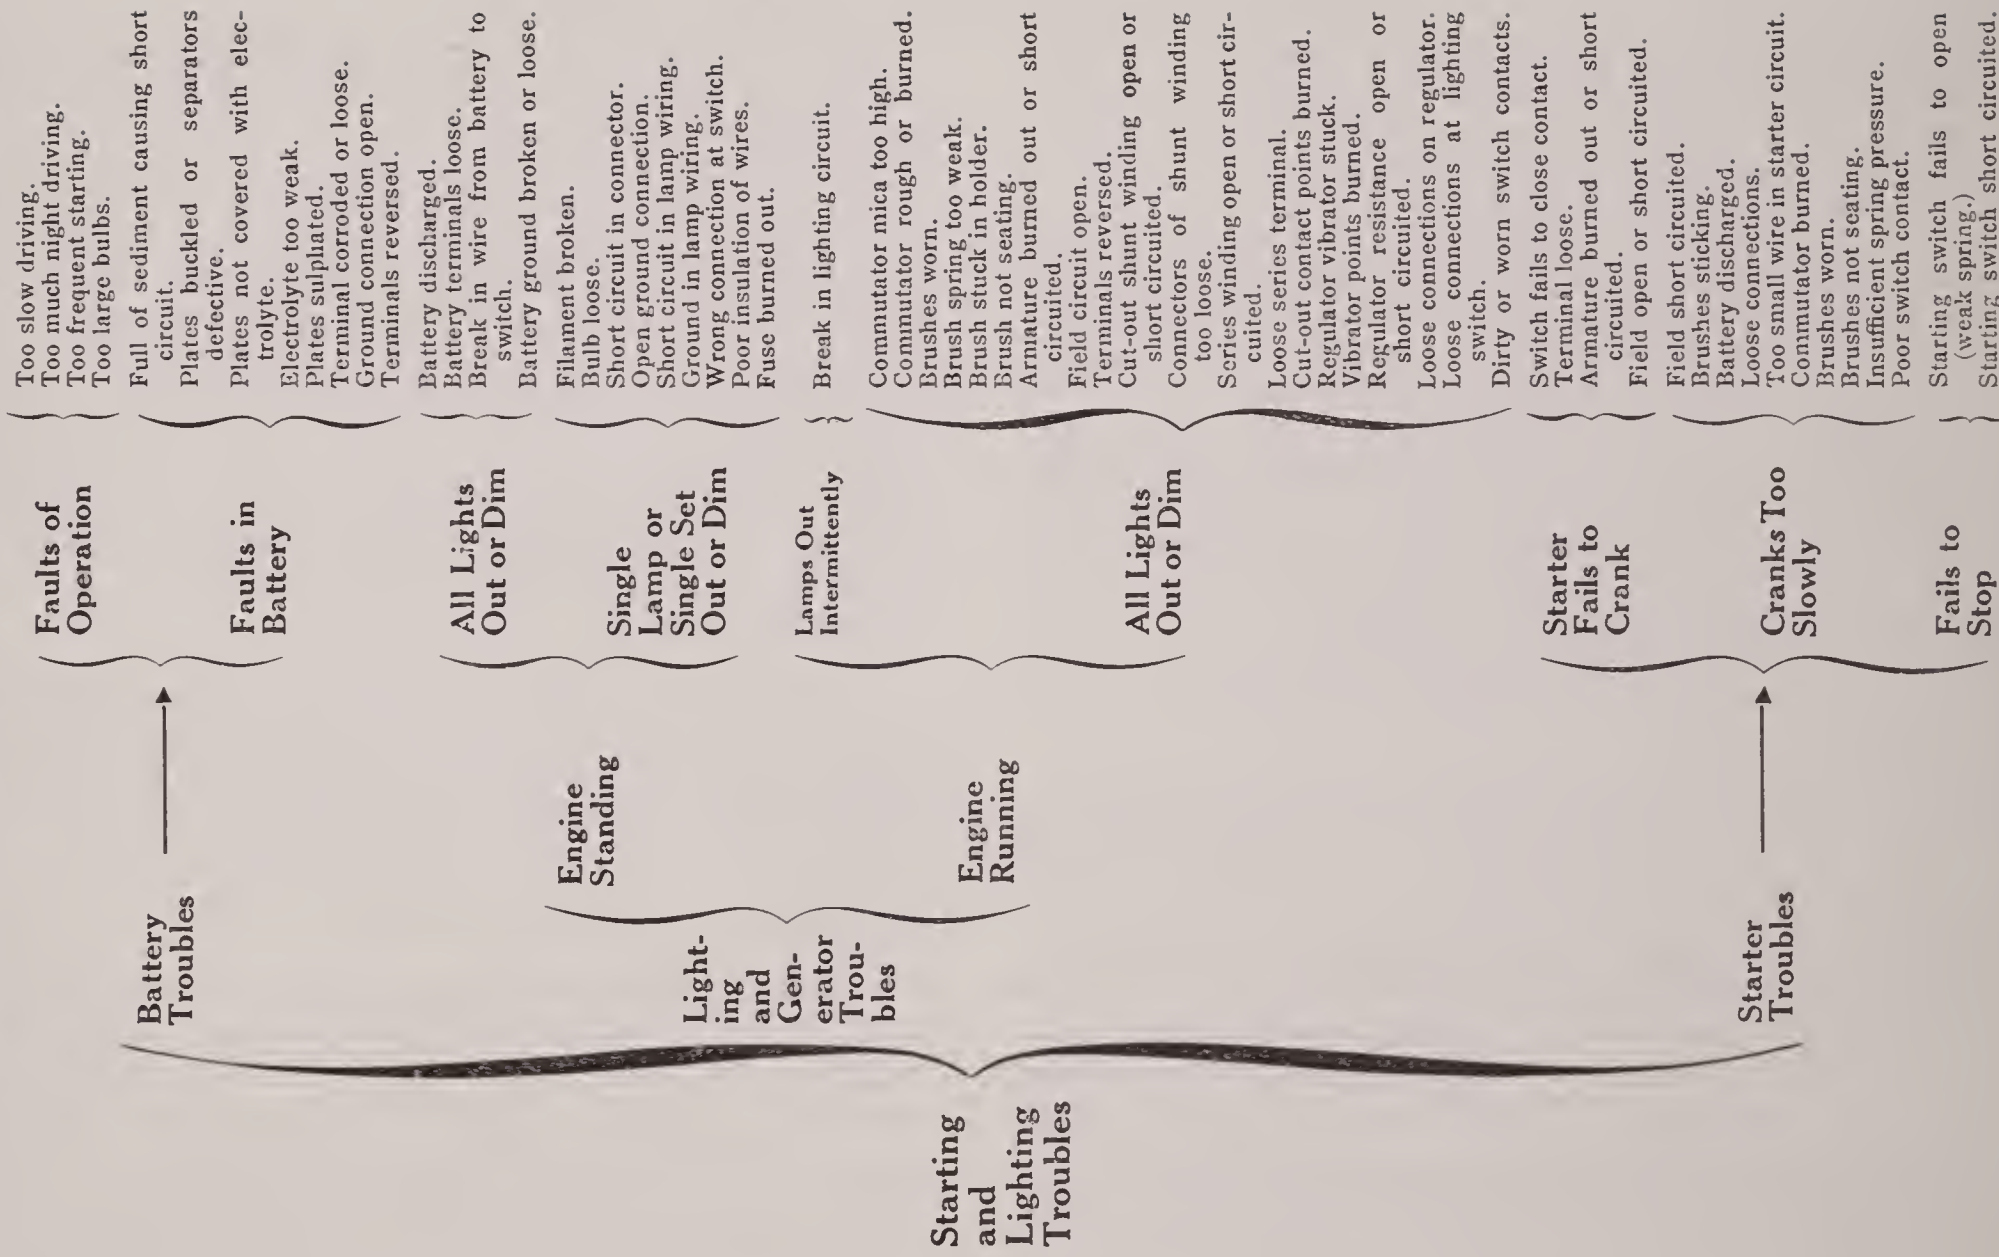 Starting
and
Lighting
Troubles
Battery
Troubles
Faults of
Operation
Too slow driving.
Too much night driving.
Too frequent starting.
Too large bulbs.
Faults in
Battery
Full of sediment causing short
circuit.
Plates buckled or separators
defective.
Plates not covered with elec-
trolyte.
Electrolyte too weak.
Plates sulphated.
Terminal corroded or loose.
Ground connection open.
Terminals reversed.
Light-
ing
and
Gen-
erator
Trou-
bles
Engine
Standing
All Lights
Out or Dim
Battery discharged.
Battery terminals loose.
Break in wire from battery to
switch.
Battery ground broken or loose.
Single
Lamp or
Single Set
Out or Dim
Filament broken.
Bulb loose.
Short circuit in connector.
Open ground connection.
Short circuit in lamp wiring.
Ground in lamp wiring.
Wrong connection at switch.
Poor insulation of wires.
Fuse burned out.
Engine
Running
Lamps Out
Intermittently
Break in lighting circuit.
All Lights
Out or Dim
Commutator mica too high.
Commutator rough or burned.
Brushes worn.
Brush spring too weak.
Brush stuck in holder.
Brush not seating.
Armature burned out or short
circuited.
Field circuit open.
Terminals reversed.
Cut-out shunt winding open or
short circuited.
Connectors of shunt winding
too loose.
Series winding open or short cir-
cuited.
Loose series terminal.
Cut-out contact points burned.
Regulator vibrator stuck.
Vibrator points burned.
Regulator resistance open or
short circuited.
Loose connections on regulator.
Loose connections at lighting
switch.
Dirty or worn switch contacts.
Starter
Troubles
Starter
Fails to
Crank
Switch fails to close contact.
Terminal loose.
Armature burned out or short
circuited.
Field open or short circuited.
Cranks Too
Slowly
Field short circuited.
Brushes sticking.
Battery discharged.
Loose connections.
Too small wire in starter circuit.
Commutator burned.
Brushes worn.
Brushes not seating.
Insufficient spring pressure.
Poor switch contact.
Fails to
Stop
Starting switch fails to open
(weak spring.)
Starting switch short circuited.